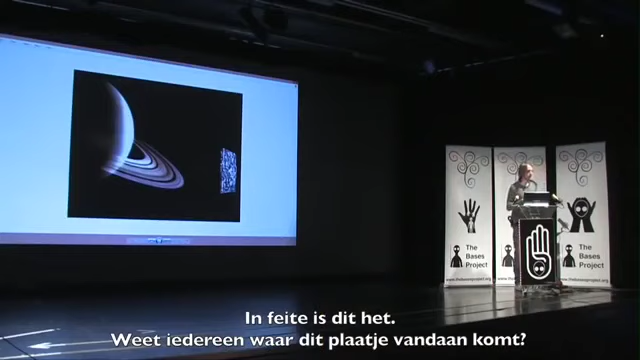 The
Bases
Project
The
Bases
Project
In feite is dit het.
Weet iedereen waar dit plaatje vandaan komt?